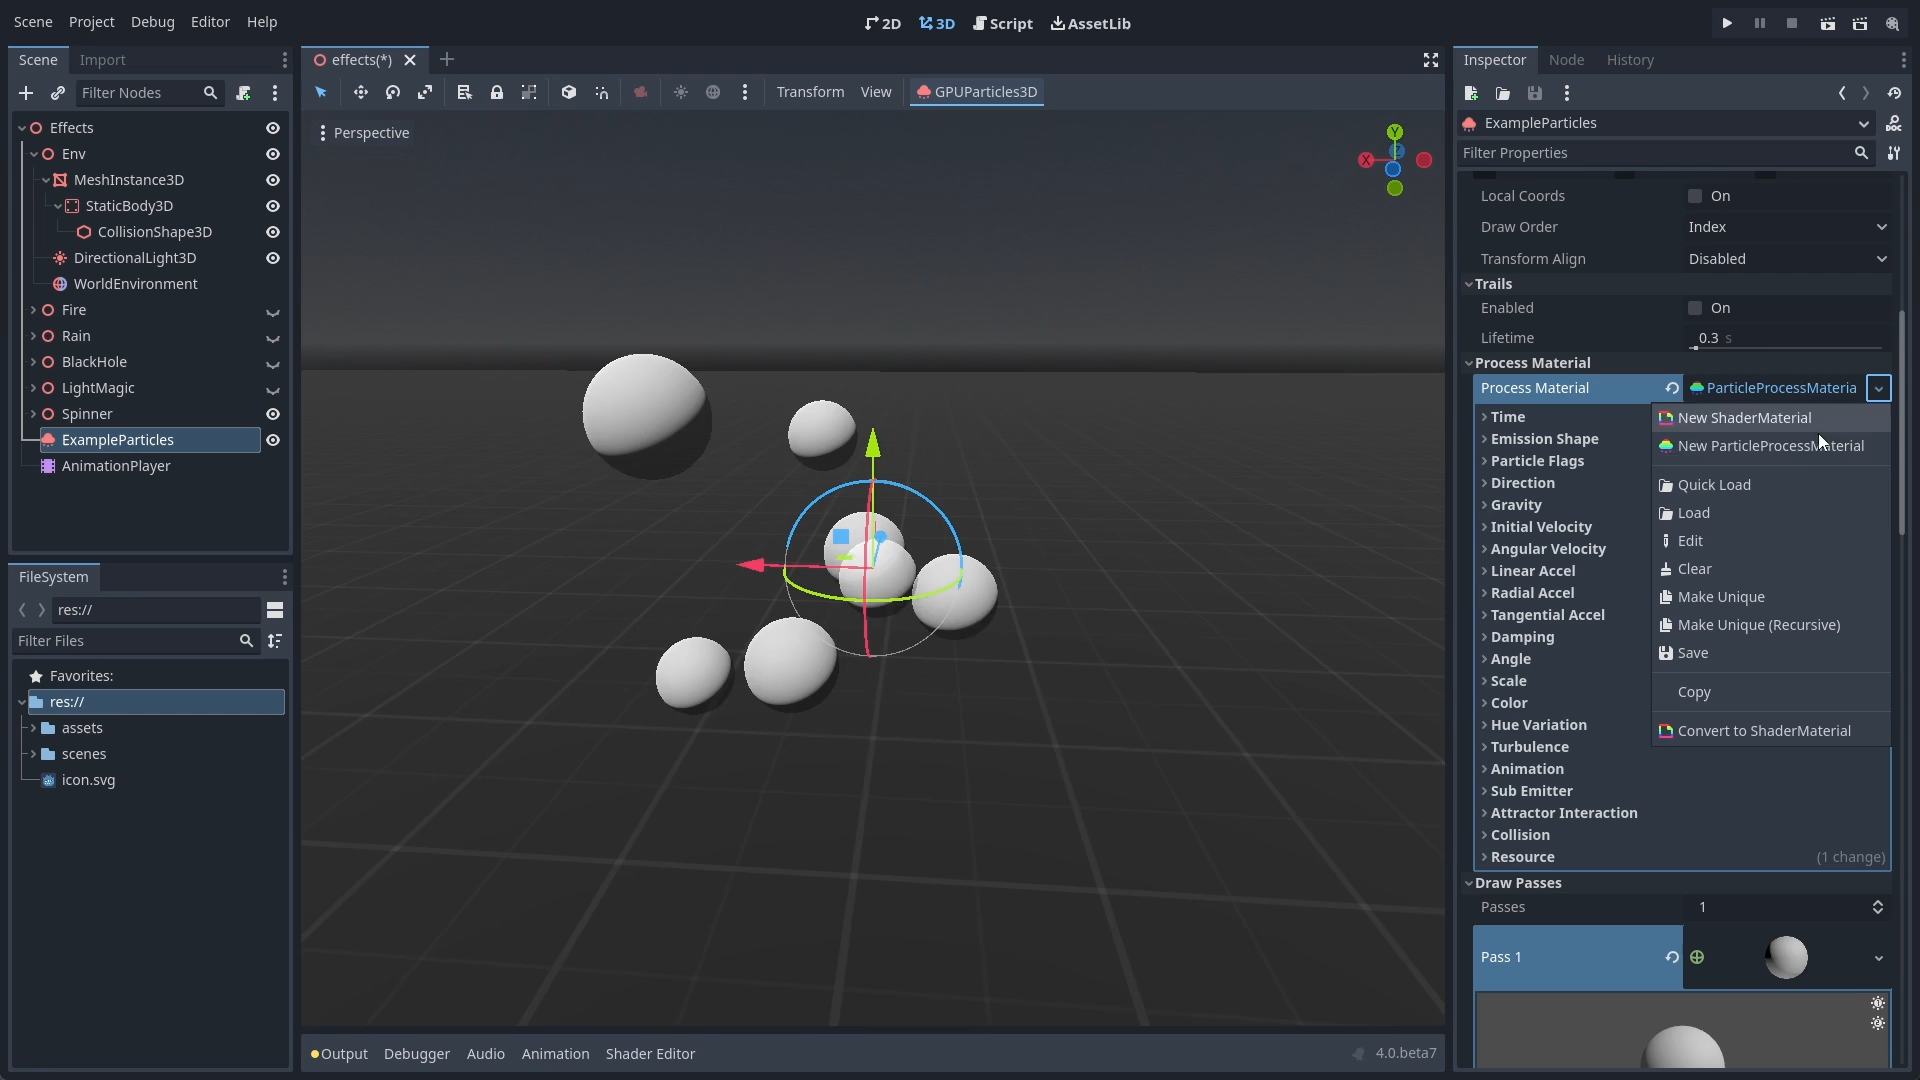 Scene Project Debug Editor Help
2D 3D Script AssetLib
Scene Import
Filter Nodes
Effects
Env
MeshInstance3D
StaticBody3D
CollisionShape3D
DirectionalLight3D
WorldEnvironment
Fire
Rain
BlackHole
LightMagic
Spinner
ExampleParticles
AnimationPlayer
FileSystem
res://
Filter Files
Favorites:
res://
assets
scenes
icon.svg
effects(*)
Transform View GPUParticles3D
Perspective
Y
X
Output Debugger Audio Animation Shader Editor 4.0.beta7
Inspector Node History
ExampleParticles
DOC
Filter Properties
Local Coords On
Draw Order Index
Transform Align Disabled
Trails
Enabled On
Lifetime 0.3 s
Process Material
Process Material ParticleProcessMateria
Time
Emission Shape
Particle Flags
Direction
Gravity
Initial Velocity
Angular Velocity
Linear Accel
Radial Accel
Tangential Accel
Damping
Angle
Scale
Color
Hue Variation
Turbulence
Animation
Sub Emitter
Attractor Interaction
Collision
Resource (1 change)
New ShaderMaterial
New ParticleProcessMaterial
Quick Load
Load
Edit
Clear
Make Unique
Make Unique (Recursive)
Save
Copy
Convert to ShaderMaterial
Draw Passes
Passes 1
Pass 1